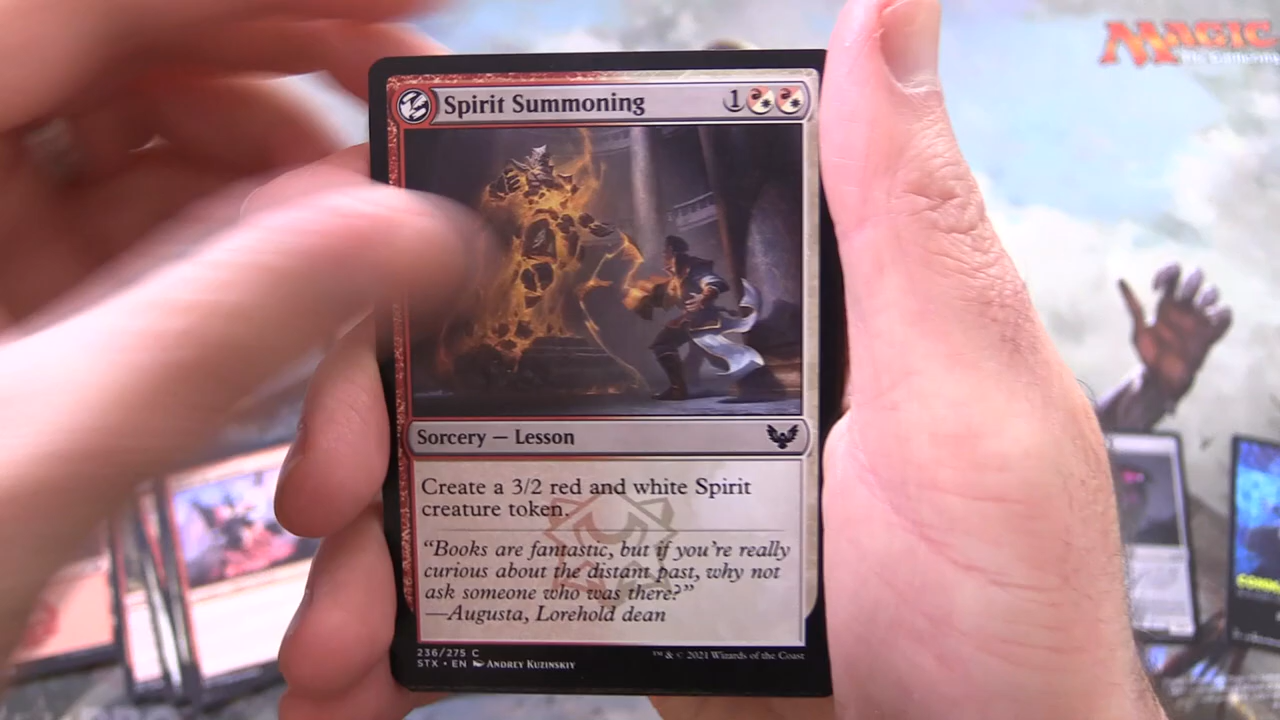 MAGIC
Spirit Summoning 1
Sorcery — Lesson
Create a 3/2 red and white Spirit
creature token.
“Books are fantastic, but if you’re really
curious about the distant past, why not
ask someone who was there?”
—Augusta, Lorehold dean
236/275 C
STX • EN ANDREY KUZINSKIY
™ & © 2021 Wizards of the Coast